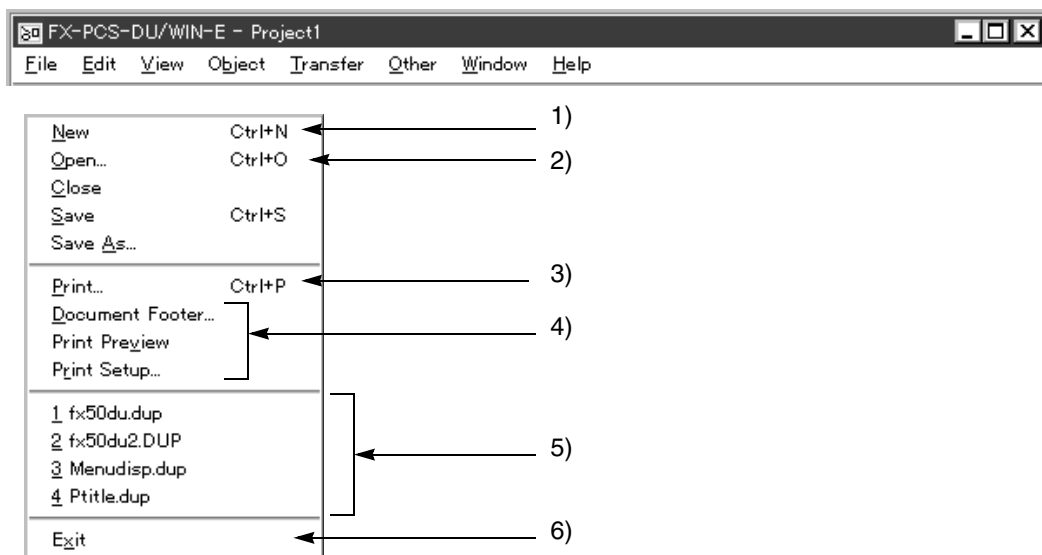 FX-PCS-DU/WIN-E - Project1
File Edit View Object Transfer Other Window Help
New Ctrl+N 1)
Open... Ctrl+O 2)
Close
Save Ctrl+S
Save As...
Print... Ctrl+P 3)
Document Footer...
4)
Print Preview
Print Setup...
1 fx50du.dup
2 fx50du2.DUP
5)
3 Menudisp.dup
4 Ptitle.dup
Exit 6)